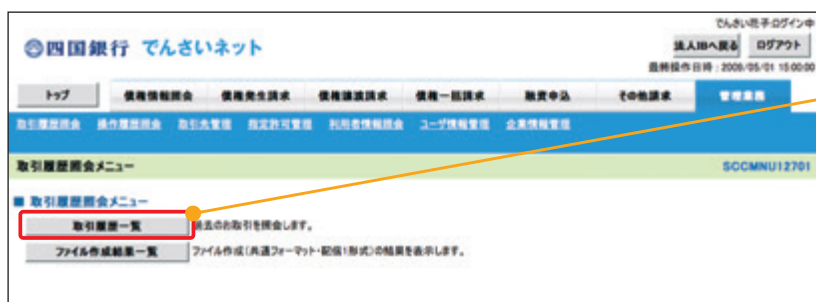 でんさい花子:ログイン中
四国銀行 でんさいネット
法人IBへ戻る ログアウト
最終操作日時：2009/05/01 15:00:00
トップ 債権情報照会 債権発生請求 債権譲渡請求 債権一括請求 融資申込 その他請求 管理業務
取引履歴照会 操作履歴照会 取引先管理 指定許可管理 利用者情報照会 ユーザ情報管理 企業情報管理
取引履歴照会メニュー SCCMNU12701
■ 取引履歴照会メニュー
取引履歴一覧 過去のお取引を照会します。
ファイル作成結果一覧 ファイル作成(共通フォーマット・配信1形式)の結果を表示します。